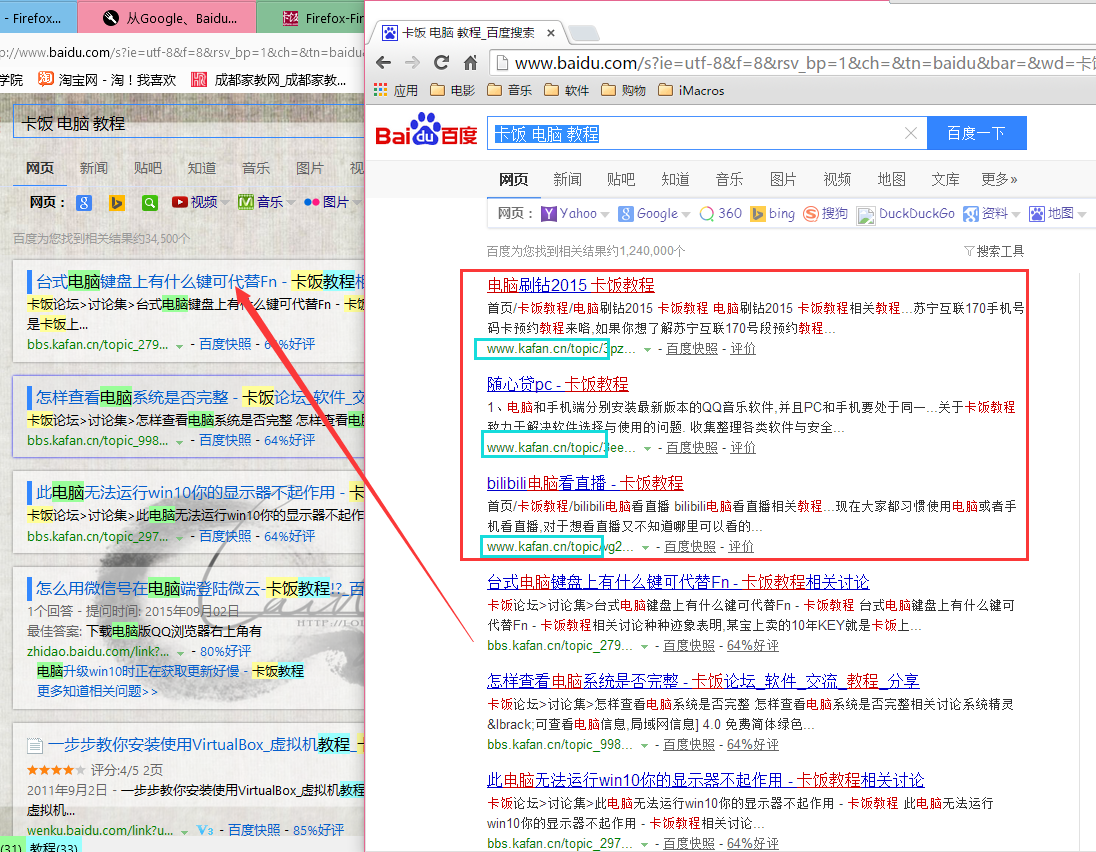 - Firefox...
从Google、Baidu...
Firefox-Fir
p://www.baidu.com/s?ie=utf-8&f=8&rsv_bp=1&ch=&tn=baidu
学院 淘宝网 - 淘！我喜欢 成都家教网_成都家教...
卡饭 电脑 教程
网页 新闻 贴吧 知道 音乐 图片 视
网页： 视频 音乐 图片
百度为您找到相关结果约34,500个
台式电脑键盘上有什么键可代替Fn - 卡饭教程相
卡饭论坛>讨论集>台式电脑键盘上有什么键可代替Fn - 卡饭
是卡饭上...
bbs.kafan.cn/topic_279... - 百度快照 - 64%好评
怎样查看电脑系统是否完整 - 卡饭论坛_软件_交
卡饭论坛>讨论集>怎样查看电脑系统是否完整 怎样查看电脑
bbs.kafan.cn/topic_998... - 百度快照 - 64%好评
此电脑无法运行win10你的显示器不起作用 - 卡
卡饭论坛>讨论集>此电脑无法运行win10你的显示器不起作
bbs.kafan.cn/topic_297... - 百度快照 - 64%好评
怎么用微信号在电脑端登陆微云-卡饭教程!?_百
1个回答 - 提问时间: 2015年09月02日
最佳答案: 下载电脑版QQ浏览器右上角有
zhidao.baidu.com/link?... - 80%好评
电脑升级win10时正在获取更新好慢 - 卡饭教程
更多知道相关问题>>
一步步教你安装使用VirtualBox_虚拟机教程_卡
评分:4/5 2页
2011年9月2日 - 一步步教你安装使用VirtualBox_虚拟机教程
虚拟机...
wenku.baidu.com/link?u... V3 - 百度快照 - 85%好评
(31) 教程(33)
卡饭 电脑 教程_百度搜索
www.baidu.com/s?ie=utf-8&f=8&rsv_bp=1&ch=&tn=baidu&bar=&wd=卡饭
应用 电影 音乐 软件 购物 iMacros
Bai du 百度 卡饭 电脑 教程 百度一下
网页 新闻 贴吧 知道 音乐 图片 视频 地图 文库 更多»
网页： Yahoo Google 360 bing 搜狗 DuckDuckGo 资料 地图
百度为您找到相关结果约1,240,000个 搜索工具
电脑刷钻2015 卡饭教程
首页/卡饭教程/电脑刷钻2015 卡饭教程 电脑刷钻2015 卡饭教程相关教程...苏宁互联170手机号
码卡预约教程来咯,如果你想了解苏宁互联170号段预约教程...
www.kafan.cn/topic/3pz... - 百度快照 - 评价
随心贷pc - 卡饭教程
1、电脑和手机端分别安装最新版本的QQ音乐软件,并且PC和手机要处于同一...关于卡饭教程
致力于解决软件选择与使用的问题. 收集整理各类软件与安全...
www.kafan.cn/topic/3ee... - 百度快照 - 评价
bilibili电脑看直播 - 卡饭教程
首页/卡饭教程/bilibili电脑看直播 bilibili电脑看直播相关教程...现在大家都习惯使用电脑或者手
机看直播,对于想看直播又不知道哪里可以看的...
www.kafan.cn/topic/vg2... - 百度快照 - 评价
台式电脑键盘上有什么键可代替Fn - 卡饭教程相关讨论
卡饭论坛>讨论集>台式电脑键盘上有什么键可代替Fn - 卡饭教程 台式电脑键盘上有什么键可
代替Fn - 卡饭教程相关讨论种种迹象表明,某宝上卖的10年KEY就是卡饭上...
bbs.kafan.cn/topic_279... - 百度快照 - 64%好评
怎样查看电脑系统是否完整 - 卡饭论坛_软件_交流_教程_分享
卡饭论坛>讨论集>怎样查看电脑系统是否完整 怎样查看电脑系统是否完整相关讨论系统精灵
&lbrack;可查看电脑信息,局域网信息] 4.0 免费简体绿色...
bbs.kafan.cn/topic_998... - 百度快照 - 64%好评
此电脑无法运行win10你的显示器不起作用 - 卡饭教程相关讨论
卡饭论坛>讨论集>此电脑无法运行win10你的显示器不起作用 - 卡饭教程 此电脑无法运行
win10你的显示器不起作用 - 卡饭教程相关讨论...
bbs.kafan.cn/topic_297... - 百度快照 - 64%好评